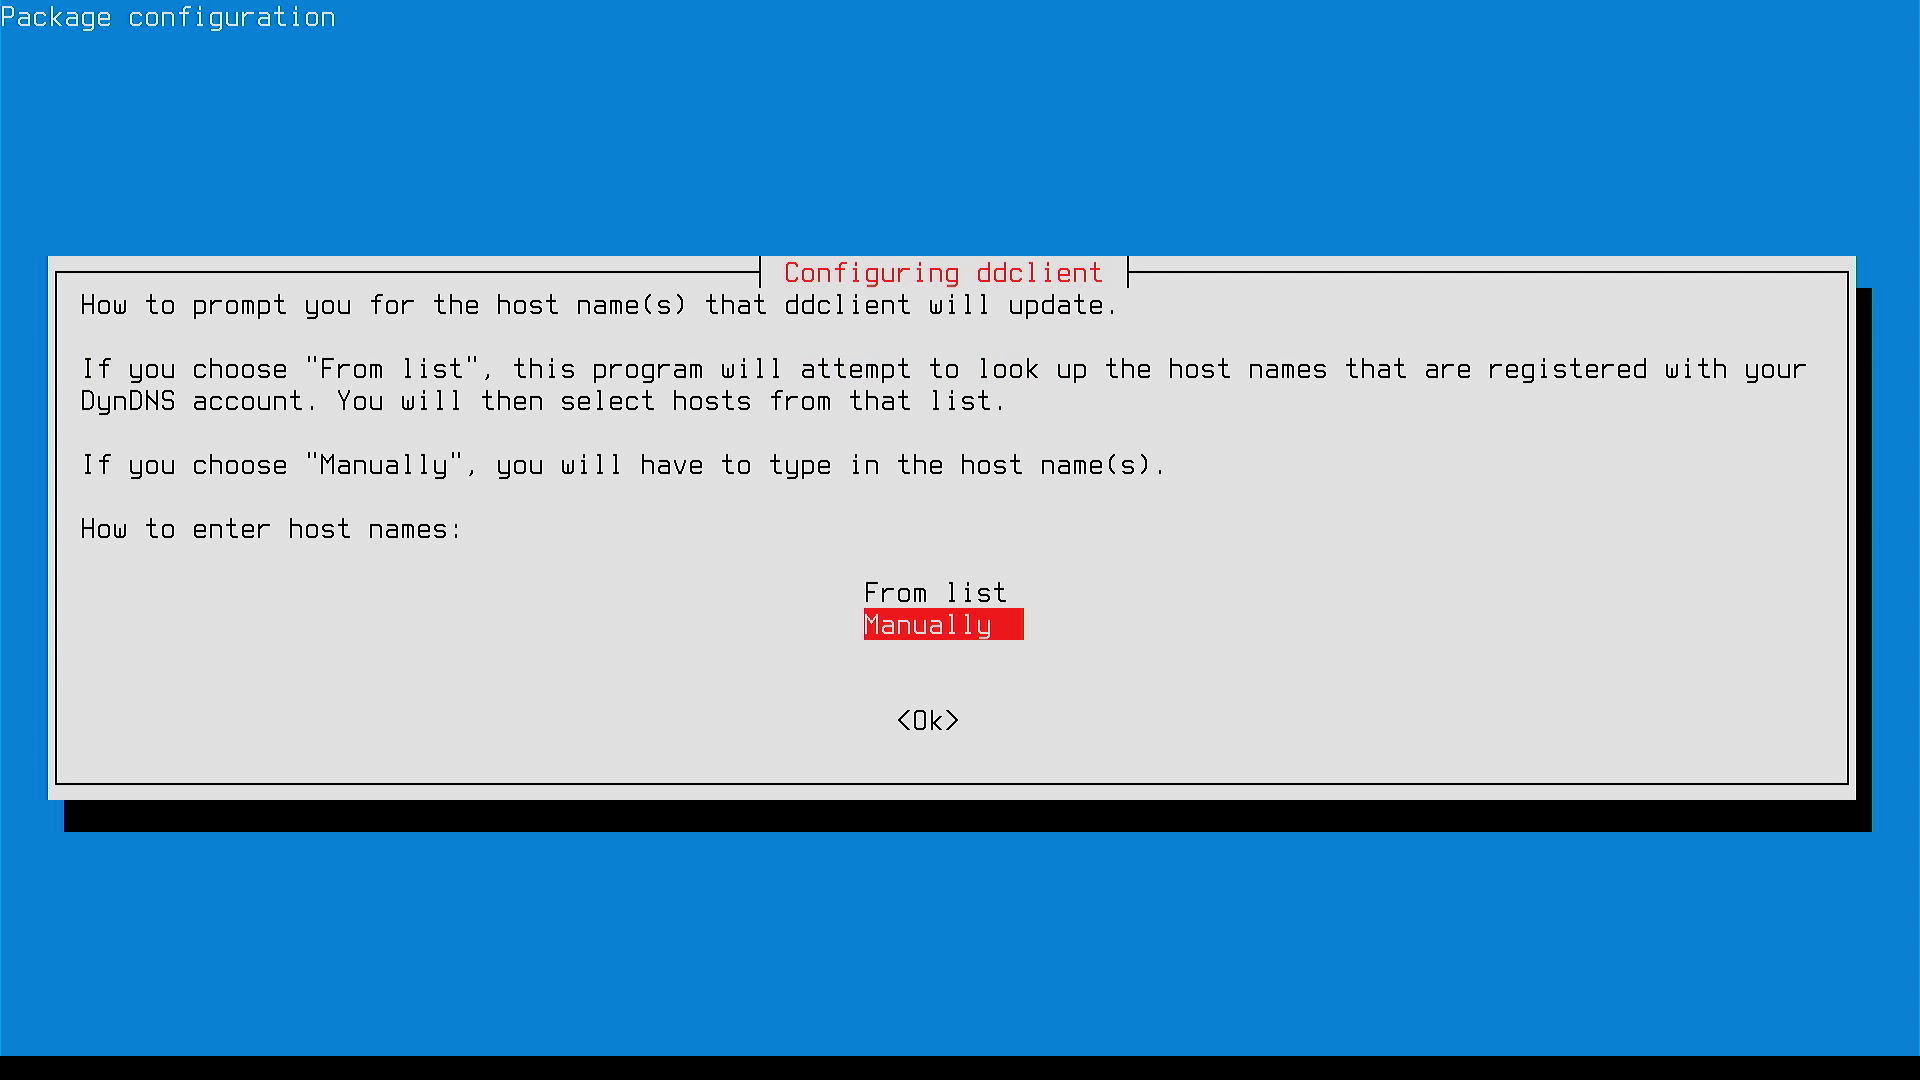 Package configuration
Configuring ddclient
How to prompt you for the host name(s) that ddclient will update.
If you choose "From list", this program will attempt to look up the host names that are registered with your
DynDNS account. You will then select hosts from that list.
If you choose "Manually", you will have to type in the host name(s).
How to enter host names:
From list
Manually
<Ok>